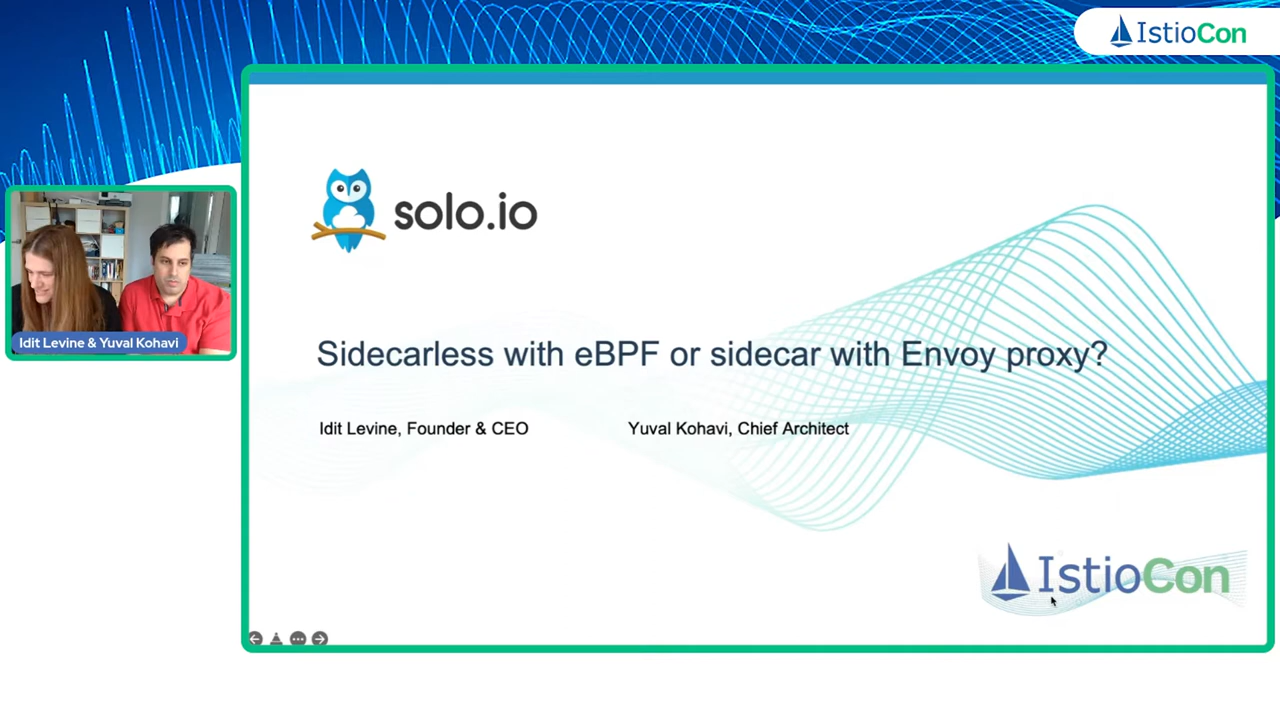 IstioCon
solo.io
Sidecarless with eBPF or sidecar with Envoy proxy?
Idit Levine, Founder & CEO
Yuval Kohavi, Chief Architect
Idit Levine & Yuval Kohavi
IstioCon